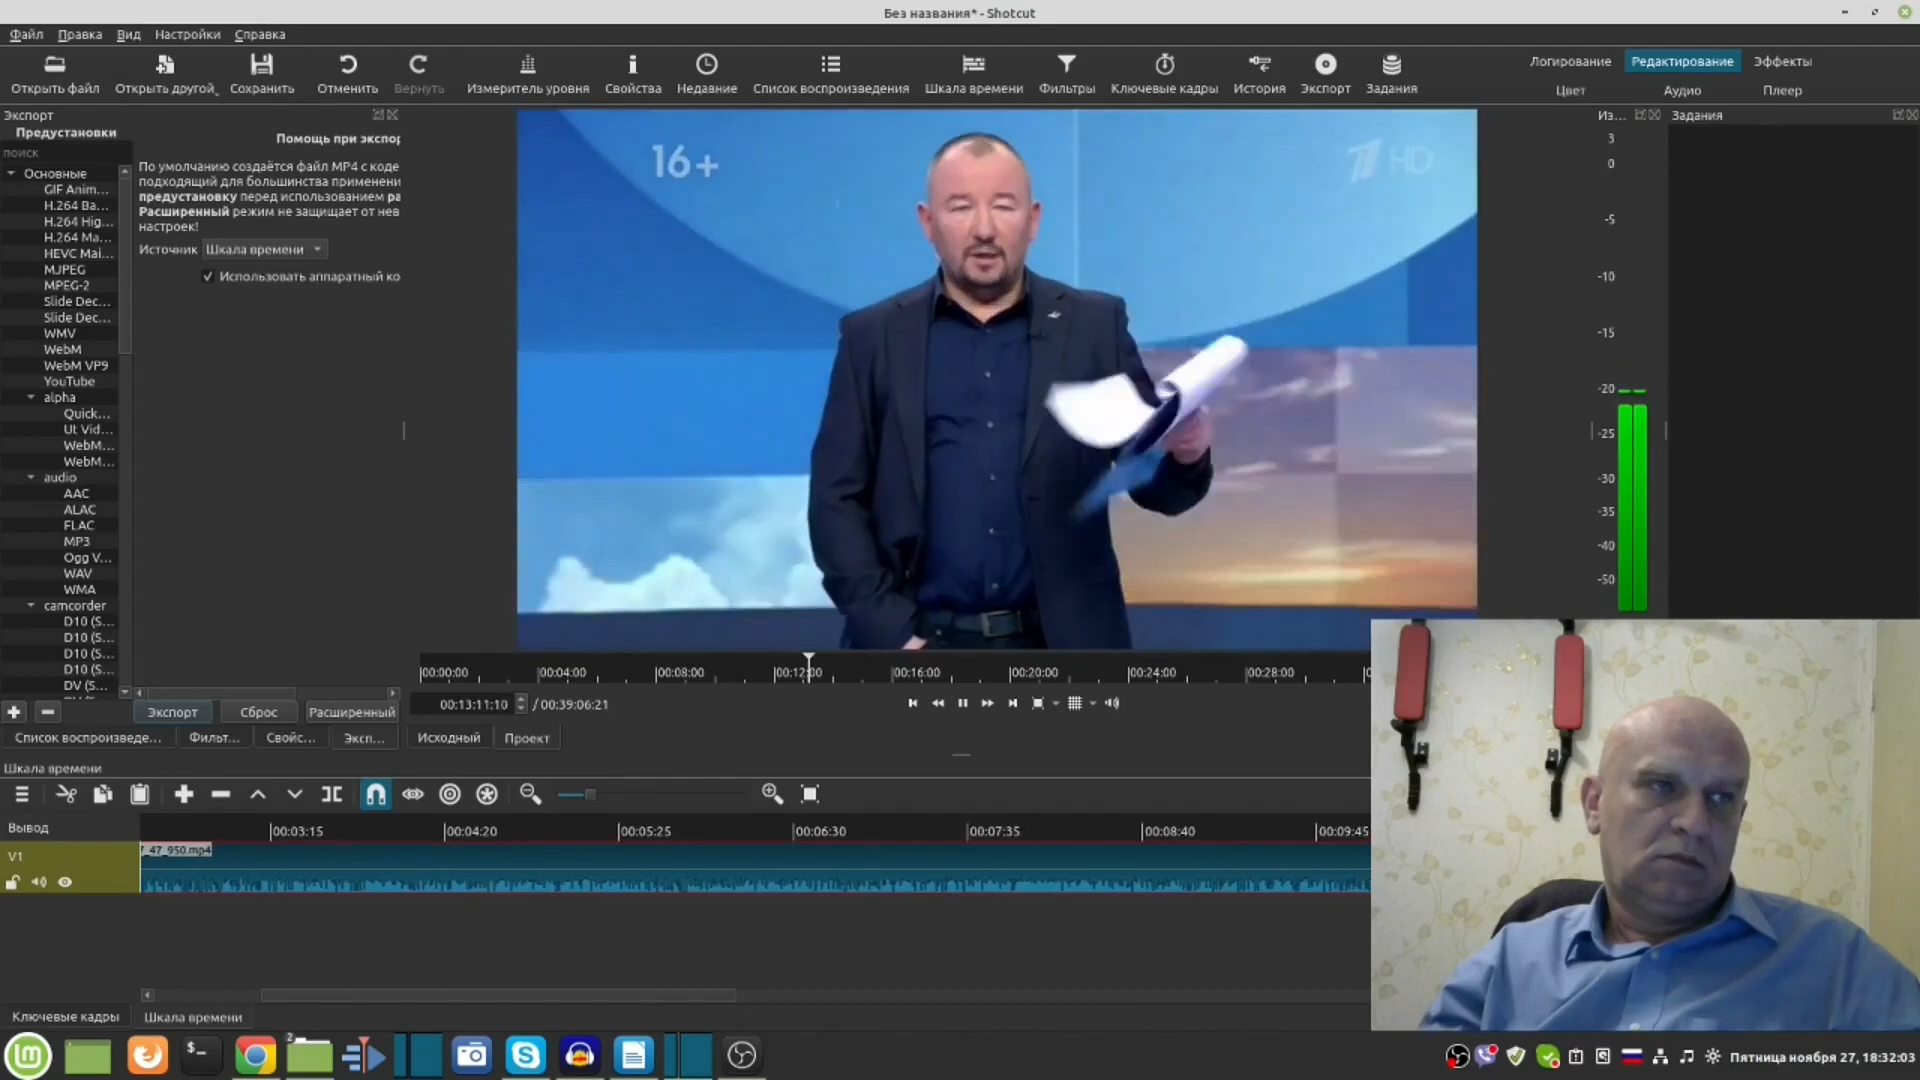 Без названия* - Shotcut
Файл Правка Вид Настройки Справка
Открыть файл Открыть другой. Сохранить Отменить Вернуть Измеритель уровня Свойства Недавние Список воспроизведения Шкала времени Фильтры Ключевые кадры История Экспорт Задания
Логирование Редактирование Эффекты
Цвет Аудио Плеер
Экспорт
Предустановки
поиск
Основные
GIF Anim...
H.264 Ba...
H.264 Hig...
H.264 Ma...
HEVC Mai...
MJPEG
MPEG-2
Slide Dec...
Slide Dec...
WMV
WebM
WebM VP9
YouTube
alpha
Quick...
Ut Vid...
WebM...
WebM...
audio
AAC
ALAC
FLAC
MP3
Ogg V...
WAV
WMA
camcorder
D10 (S...
D10 (S...
D10 (S...
D10 (S...
DV (S...
Помощь при экспор
По умолчанию создаётся файл MP4 с коде
подходящий для большинства применени
предустановку перед использованием ра
Расширенный режим не защищает от нев
настроек!
Источник Шкала времени
Использовать аппаратный ко
Экспорт Сброс Расширенный
Список воспроизведе... Фильт... Свойс... Эксп...
16+
1 HD
00:00:00 00:04:00 00:08:00 00:12:00 00:16:00 00:20:00 00:24:00 00:28:00
00:13:11:10 / 00:39:06:21
Исходный Проект
Из...
3
0
-5
-10
-15
-20
-25
-30
-35
-40
-50
Задания
Шкала времени
Вывод
00:03:15 00:04:20 00:05:25 00:06:30 00:07:35 00:08:40 00:09:45
V1
7_47_950.mp4
Ключевые кадры Шкала времени
2
Пятница ноября 27, 18:32:03